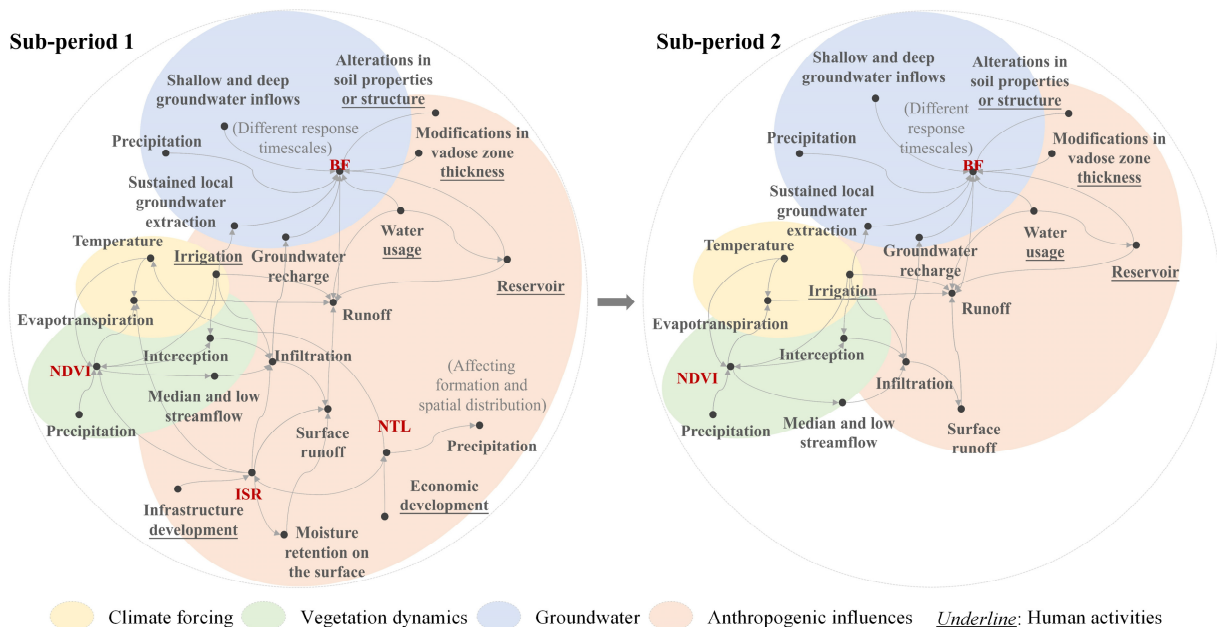 Sub-period 1
Shallow and deep
groundwater inflows
Alterations in
soil properties
or structure
(Different response
timescales)
Precipitation
BF
Modifications in
vadose zone
thickness
Sustained local
groundwater
extraction
Temperature
Irrigation
Groundwater
recharge
Water
usage
Reservoir
Evapotranspiration
Runoff
Interception
Infiltration
NDVI
Median and low
streamflow
(Affecting
formation and
spatial distribution)
Precipitation
Surface
runoff
NTL
Precipitation
ISR
Infrastructure
development
Economic
development
Moisture
retention on
the surface
Sub-period 2
Shallow and deep
groundwater inflows
Alterations in
soil properties
or structure
(Different
response
timescales)
Precipitation
BF
Modifications in
vadose zone
thickness
Sustained local
groundwater
extraction
Temperature
Groundwater
recharge
Water
usage
Reservoir
Irrigation
Evapotranspiration
Runoff
Interception
NDVI
Infiltration
Median and low
streamflow
Precipitation
Surface
runoff
Climate forcing
Vegetation dynamics
Groundwater
Anthropogenic influences
Underline: Human activities